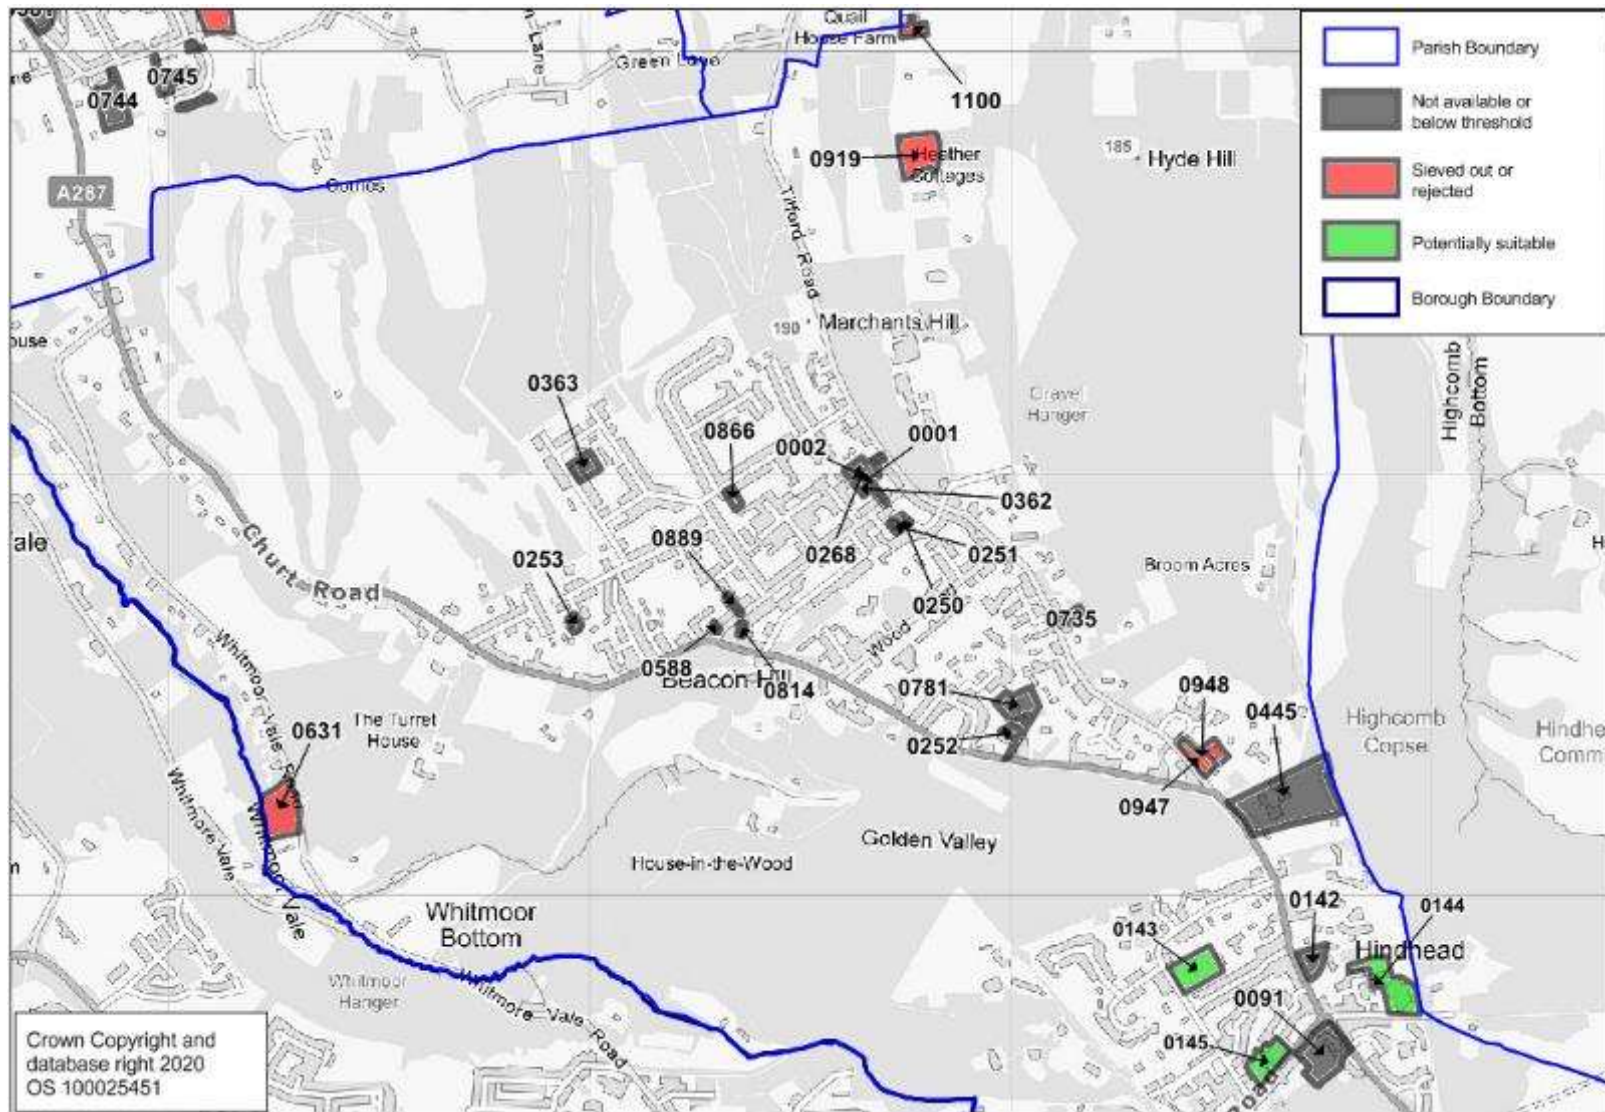 Quail
House Farm
Lane
Green Lane
0745
0744
1100
0919
Heather
Cottages
185
Hyde Hill
A287
Tilford Road
190
Marchants Hill
Gravel
Hanger
Highcomb
Bottom
0363
0866
0002
0001
0362
0268
0251
0250
0889
0253
0588
0814
Beacon Hill
Wood
0735
Broom Acres
Churt Road
Whitmoor Vale
0631
The Turret
House
0781
0252
0948
0445
0947
Highcomb
Copse
Golden Valley
House-in-the-Wood
Whitmore Vale
Whitmoor Vale
Whitmoor
Bottom
Whitmoor
Hanger
Whitmore Vale Road
0142
0144
0143
Hindhead
0091
0145
Parish Boundary
Not available or
below threshold
Sieved out or
rejected
Potentially suitable
Borough Boundary
Crown Copyright and
database right 2020
OS 100025451